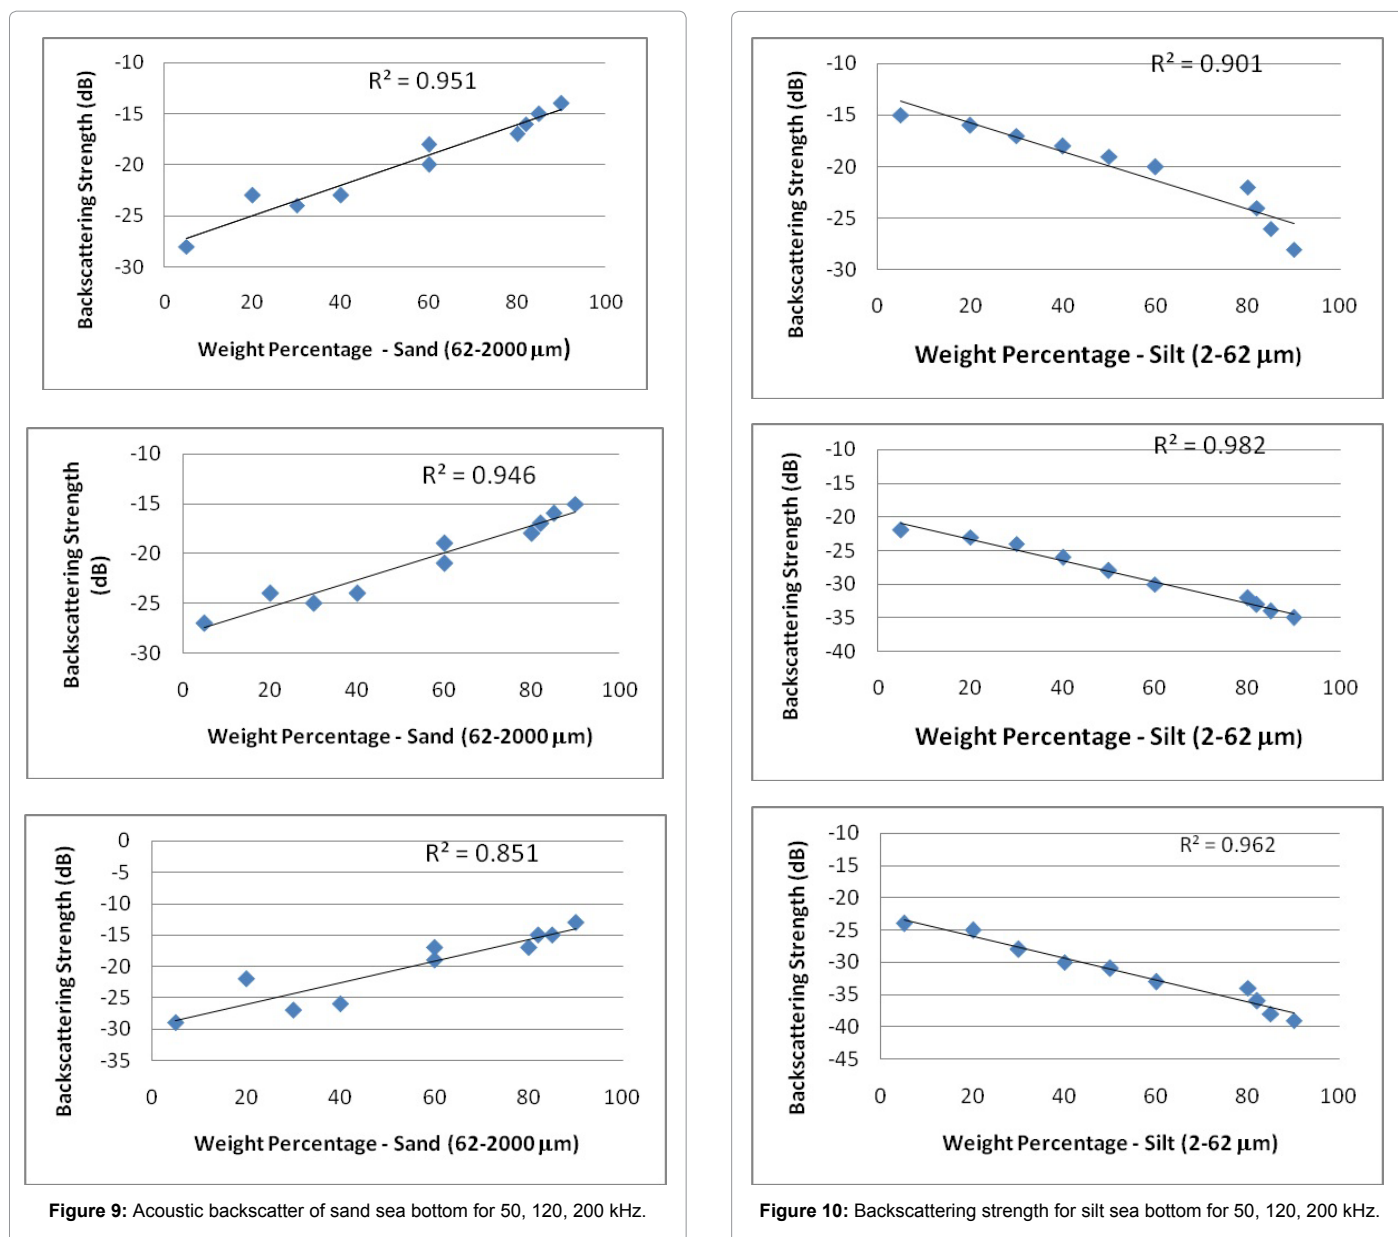 Backscattering Strength (dB)
R² = 0.951
-10
-15
-20
-25
-30
0 20 40 60 80 100
Weight Percentage - Sand (62-2000 µm)
Backscattering Strength
(dB)
R² = 0.946
-10
-15
-20
-25
-30
0 20 40 60 80 100
Weight Percentage - Sand (62-2000 µm)
Backscattering Strength (dB)
R² = 0.851
0
-5
-10
-15
-20
-25
-30
-35
0 20 40 60 80 100
Weight Percentage - Sand (62-2000 µm)
Figure 9: Acoustic backscatter of sand sea bottom for 50, 120, 200 kHz.
Backscattering Strength (dB)
R² = 0.901
-10
-15
-20
-25
-30
0 20 40 60 80 100
Weight Percentage - Silt (2-62 µm)
Backscattering Strength (dB)
R² = 0.982
-10
-15
-20
-25
-30
-35
-40
0 20 40 60 80 100
Weight Percentage - Silt (2-62 µm)
Backscattering Strength (dB)
R² = 0.962
-10
-15
-20
-25
-30
-35
-40
-45
0 20 40 60 80 100
Weight Percentage - Silt (2-62 µm)
Figure 10: Backscattering strength for silt sea bottom for 50, 120, 200 kHz.